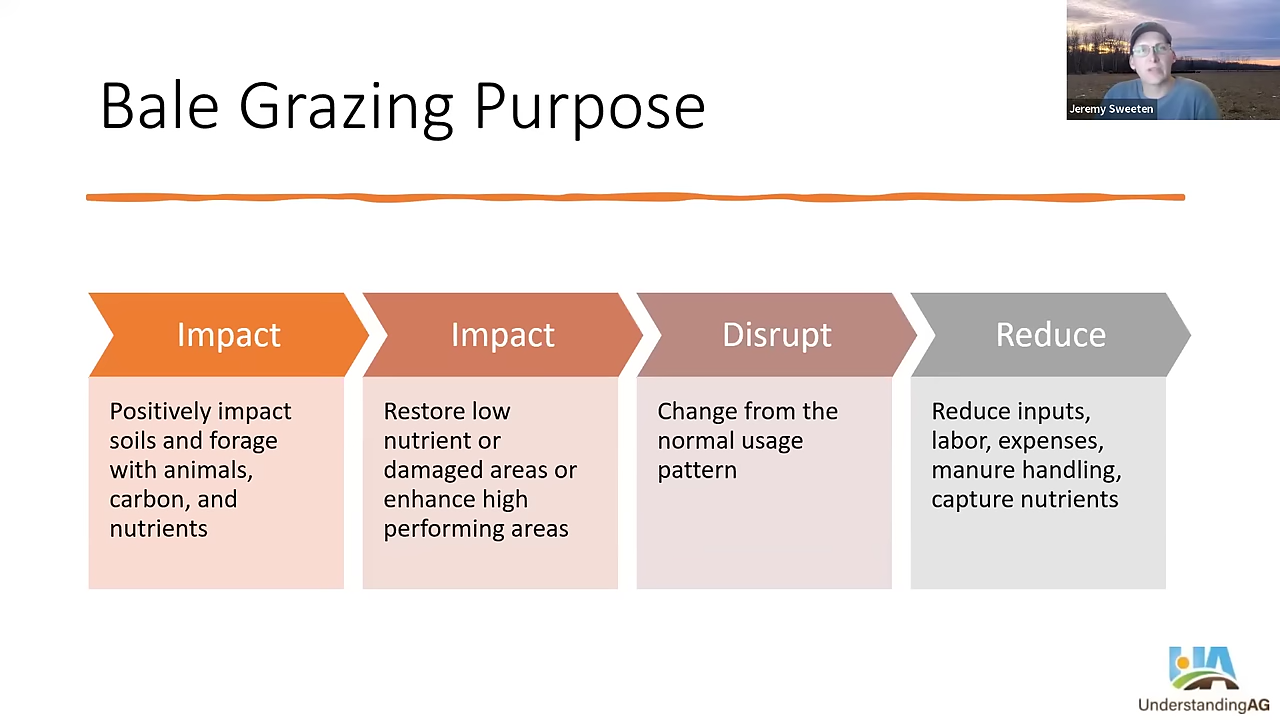 Bale Grazing Purpose
Jeremy Sweeten
Impact
Positively impact
soils and forage
with animals,
carbon, and
nutrients
Impact
Restore low
nutrient or
damaged areas or
enhance high
performing areas
Disrupt
Change from the
normal usage
pattern
Reduce
Reduce inputs,
labor, expenses,
manure handling,
capture nutrients
UA
UnderstandingAG